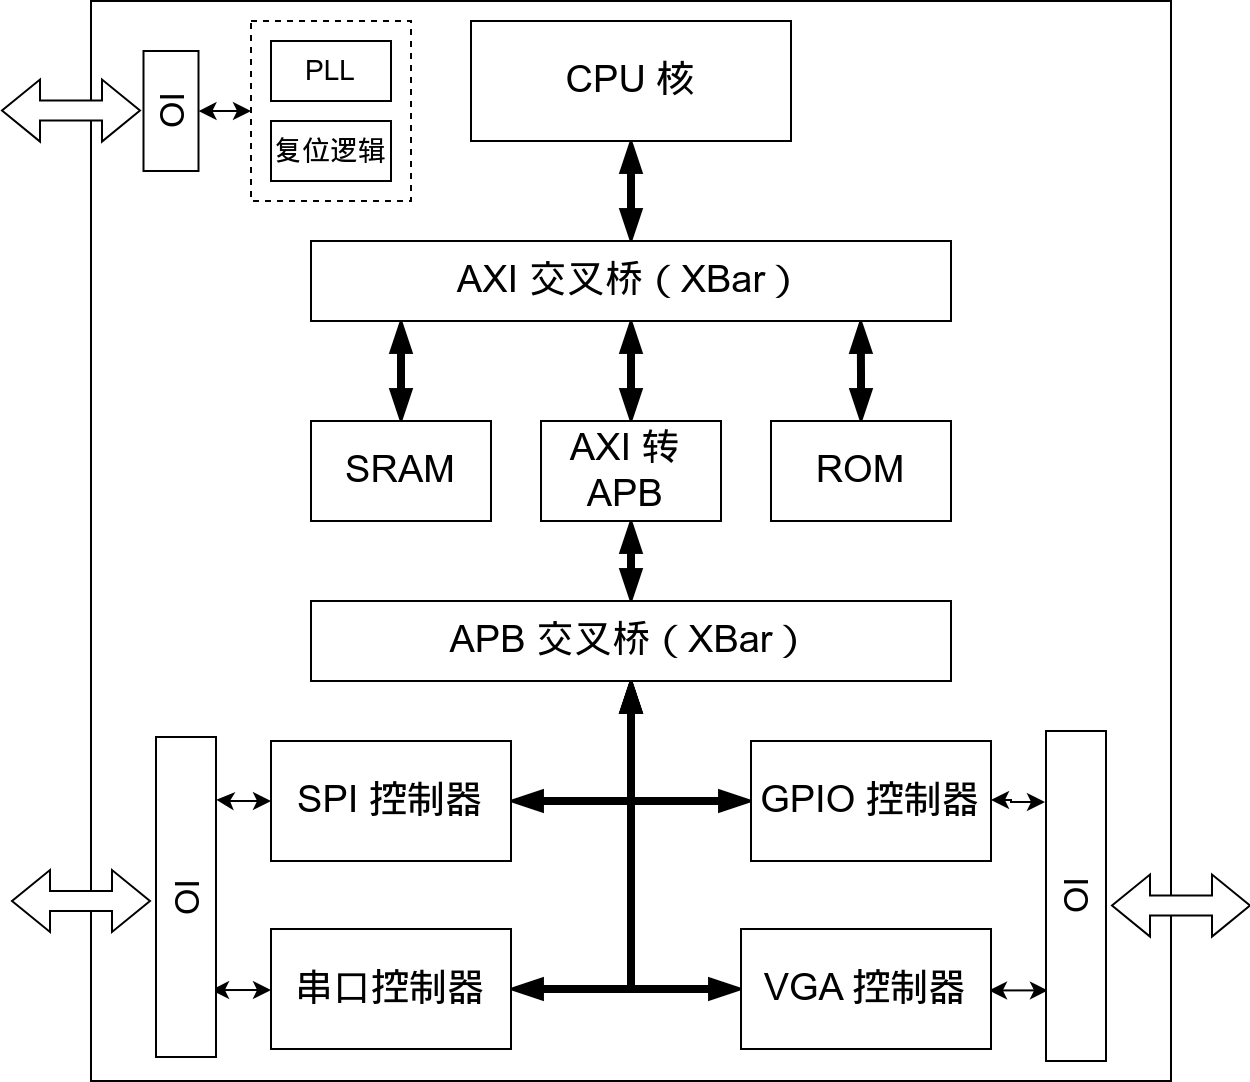 PLL
CPU 核
IO
复位逻辑
AXI 交叉桥（XBar）
SRAM
AXI 转
APB
ROM
APB 交叉桥（XBar）
SPI 控制器
GPIO 控制器
IO
IO
串口控制器
VGA 控制器